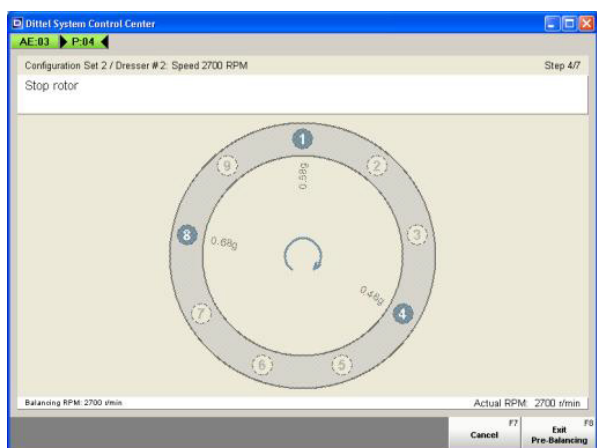 Dittel System Control Center
AE:03 P:04
Configuration Set 2 / Dresser # 2: Speed 2700 RPM Step 4/7
Stop rotor
1
9 2
0.58g
8 3
0.68g
0.46g
7 4
6 5
Balancing RPM: 2700 r/min Actual RPM: 2700 r/min
F7 F8
Cancel Exit
Pre-Balancing